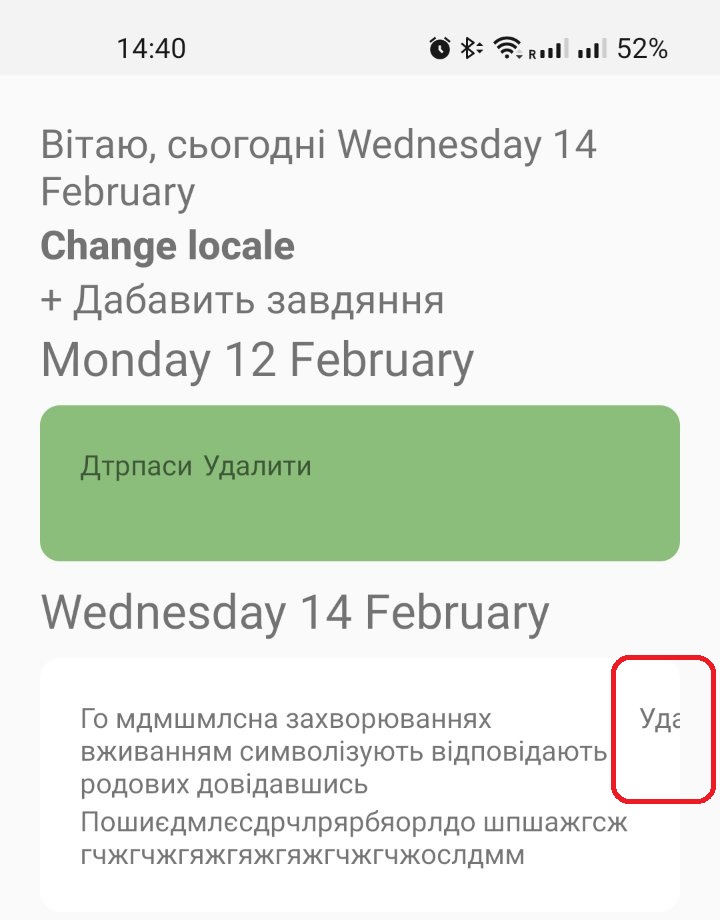 14:40 R 52%
Вітаю, сьогодні Wednesday 14
February
Change locale
+ Дабавить завдяння
Monday 12 February
Дтрпаси Удалити
Wednesday 14 February
Го мдмшмлсна захворюваннях Уда
вживанням символізують відповідають
родових довідавшись
Пошиєдмлєсдрчлрярбяорлдо шпшажгсж
гчжгчжгяжгяжгяжгчжгчжослдмм